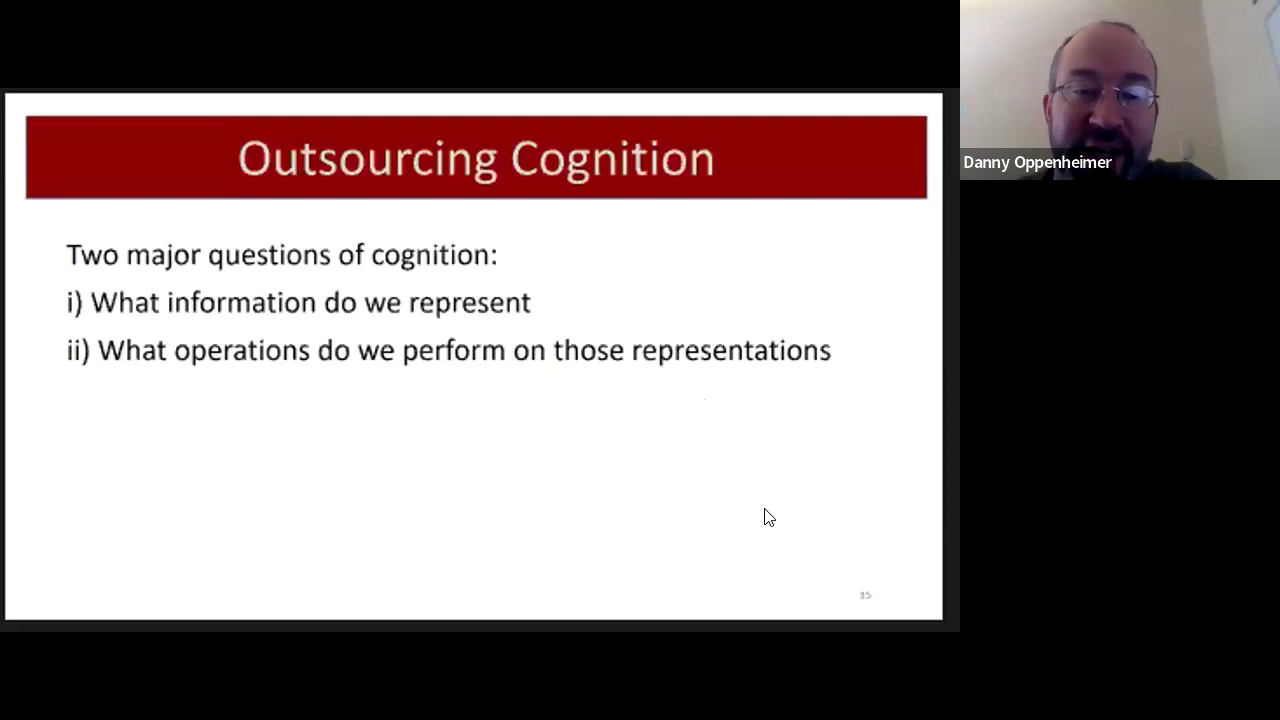 Outsourcing Cognition
Two major questions of cognition:
i) What information do we represent
ii) What operations do we perform on those representations
Danny Oppenheimer